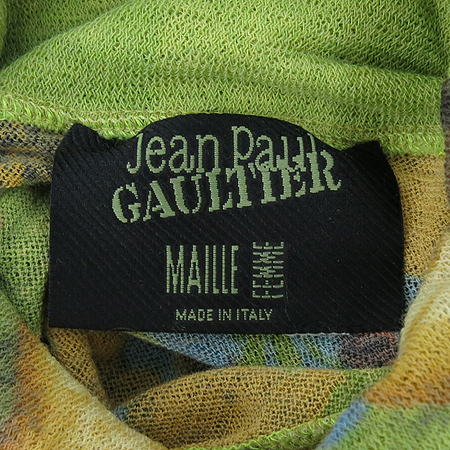 Jean Paul
GAULTIER
MAILLE FEMME
MADE IN ITALY